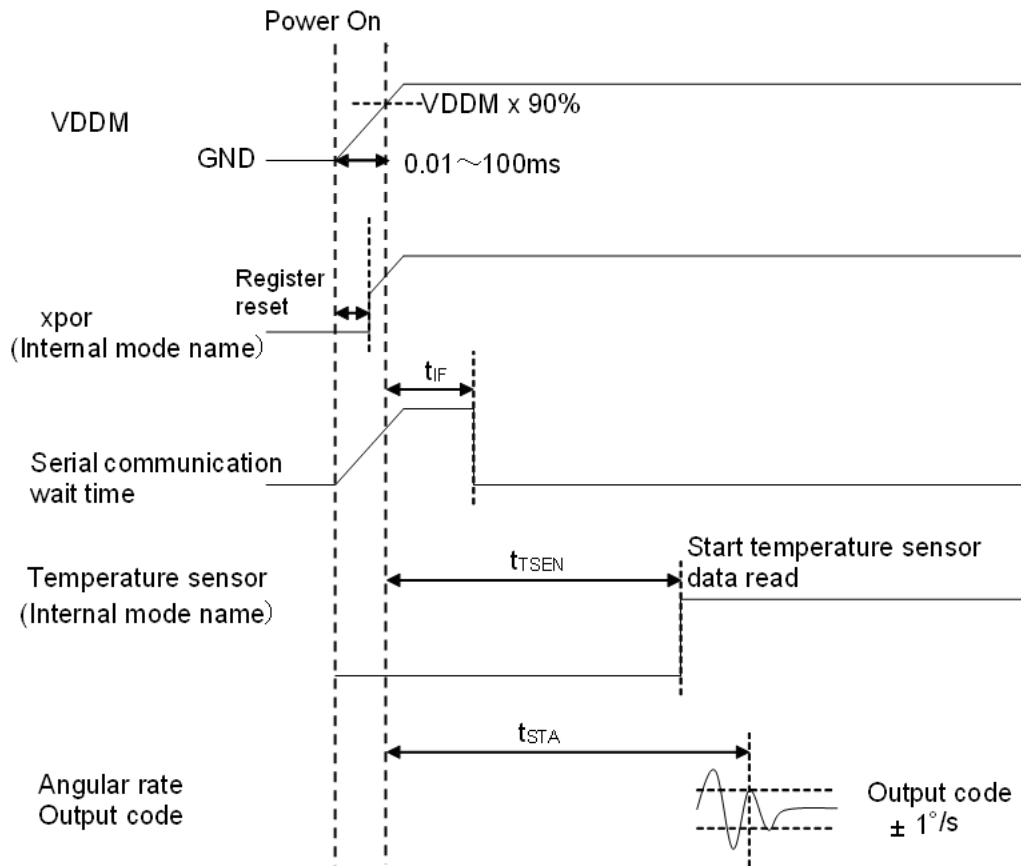 Power On
VDDM
VDDM x 90%
GND
0.01～100ms
Register
reset
xpor
(Internal mode name）
tIF
Serial communication
wait time
tTSEN
Start temperature sensor
data read
Temperature sensor
(Internal mode name）
tSTA
Angular rate
Output code
Output code
± 1°/s